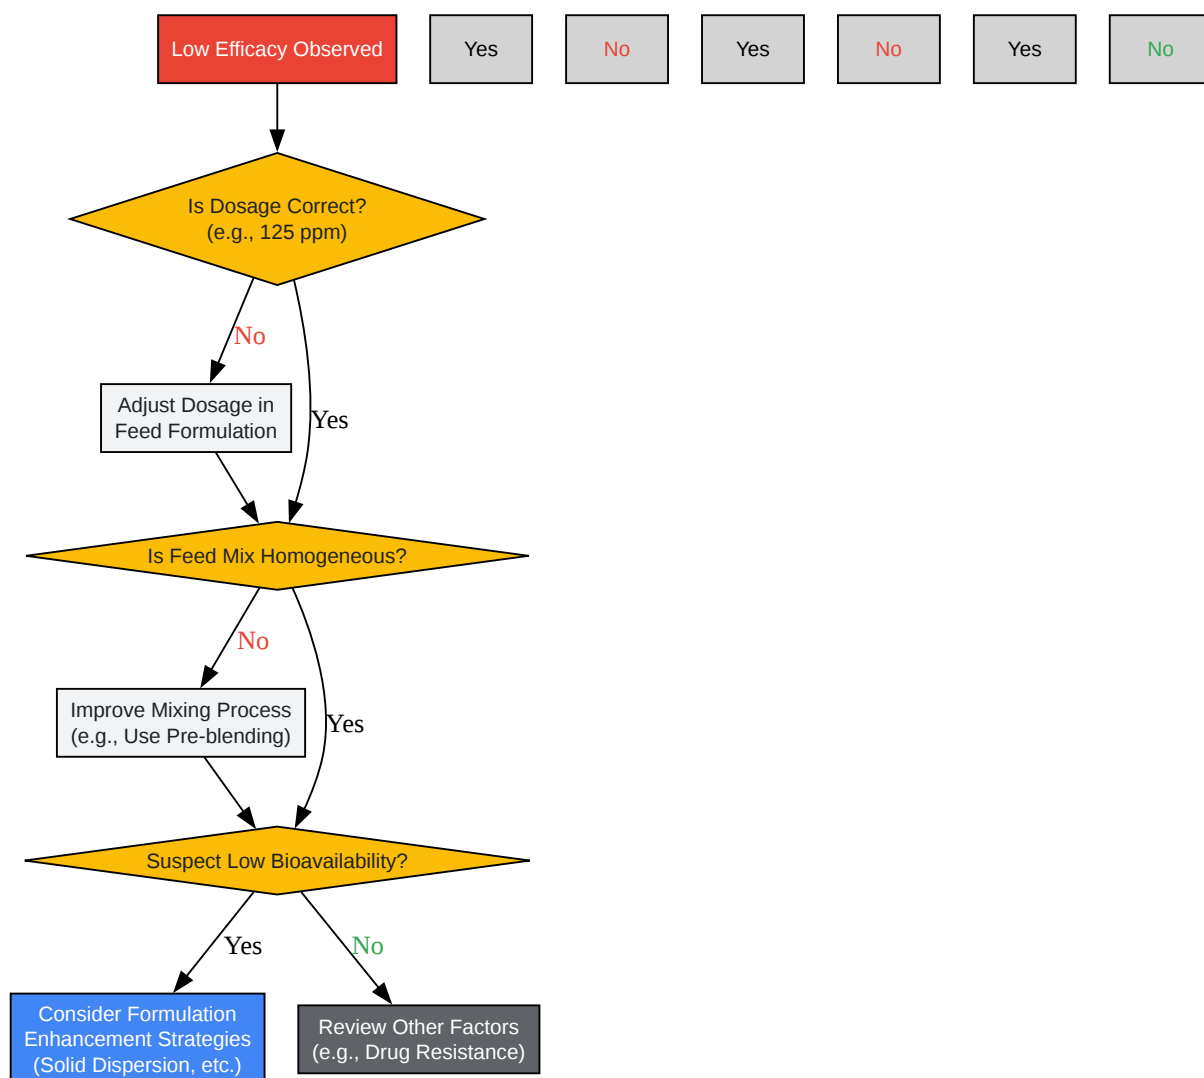 Low Efficacy Observed
Yes
No
Yes
No
Yes
No
Is Dosage Correct?
(e.g., 125 ppm)
No
Adjust Dosage in
Feed Formulation
Yes
Is Feed Mix Homogeneous?
No
Improve Mixing Process
(e.g., Use Pre-blending)
Yes
Suspect Low Bioavailability?
Yes
No
Consider Formulation
Enhancement Strategies
(Solid Dispersion, etc.)
Review Other Factors
(e.g., Drug Resistance)